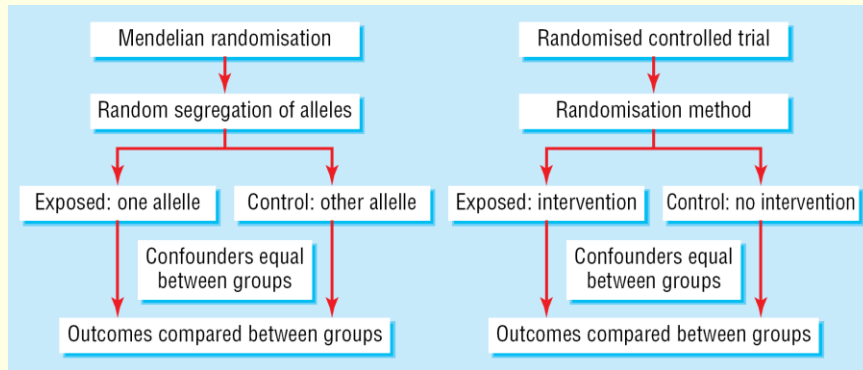 Mendelian randomisation
Random segregation of alleles
Exposed: one allele
Control: other allelle
Confounders equal
between groups
Outcomes compared between groups
Randomised controlled trial
Randomisation method
Exposed: intervention
Control: no intervention
Confounders equal
between groups
Outcomes compared between groups